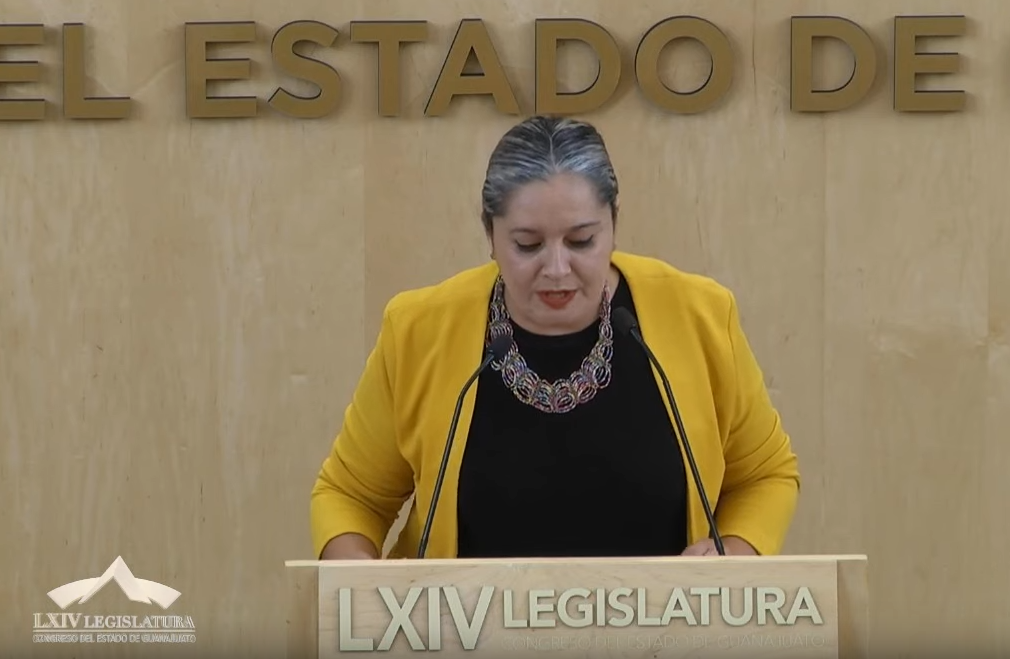 EL ESTADO DE
LXIV LEGISLATURA
CONGRESO DEL ESTADO DE GUANAJUATO
LXIV LEGISLATURA
CONGRESO DEL ESTADO DE GUANAJUATO